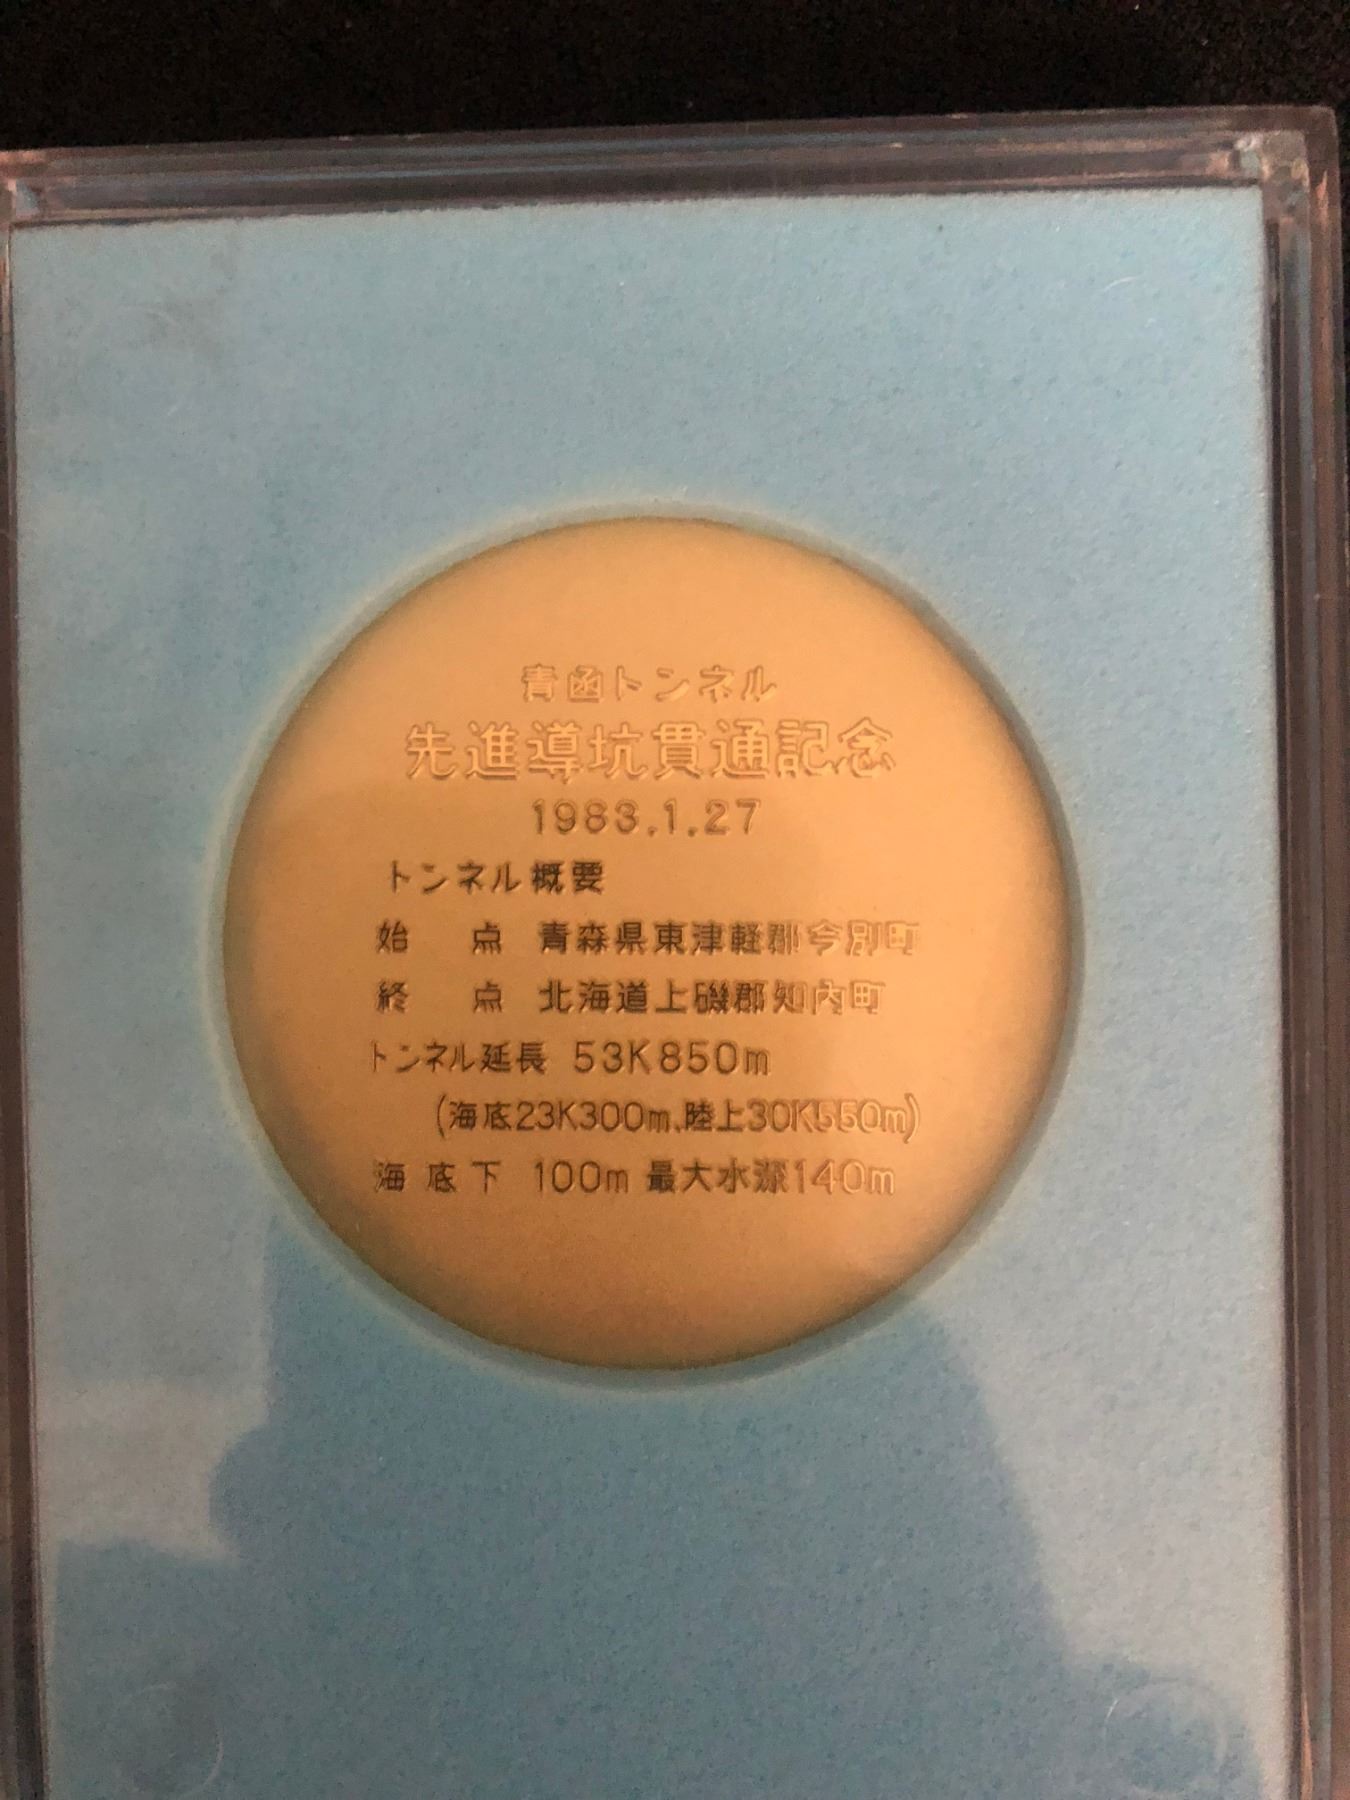 青函トンネル
先進導坑貫通記念
1983.1.27
トンネル概要
始 点 青森県東津軽郡今別町
終 点 北海道上磯郡知内町
トンネル延長 53K850m
(海底23K300m、陸上30K550m)
海底下 100m 最大水深140m